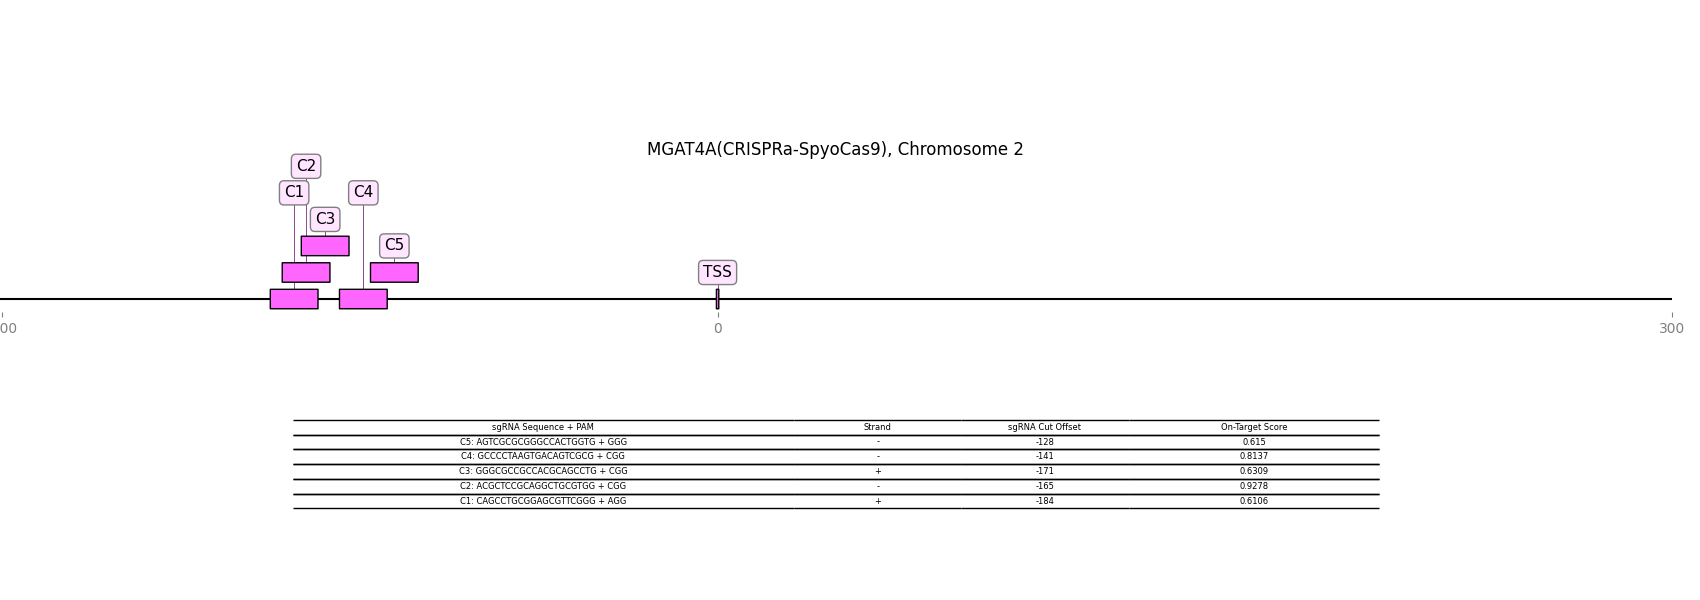 MGAT4A(CRISPRa-SpyoCas9), Chromosome 2
C2
C1
C4
C3
C5
TSS
00
0
300
sgRNA Sequence + PAM Strand sgRNA Cut Offset On-Target Score
C5: AGTCGCGCGGGCCACTGGTG + GGG - -128 0.615
C4: GCCCCTAAGTGACAGTCGCG + CGG - -141 0.8137
C3: GGGCGCCGCCACGCAGCCTG + CGG + -171 0.6309
C2: ACGCTCCGCAGGCTGCGTGG + CGG - -165 0.9278
C1: CAGCCTGCGGAGCGTTCGGG + AGG + -184 0.6106